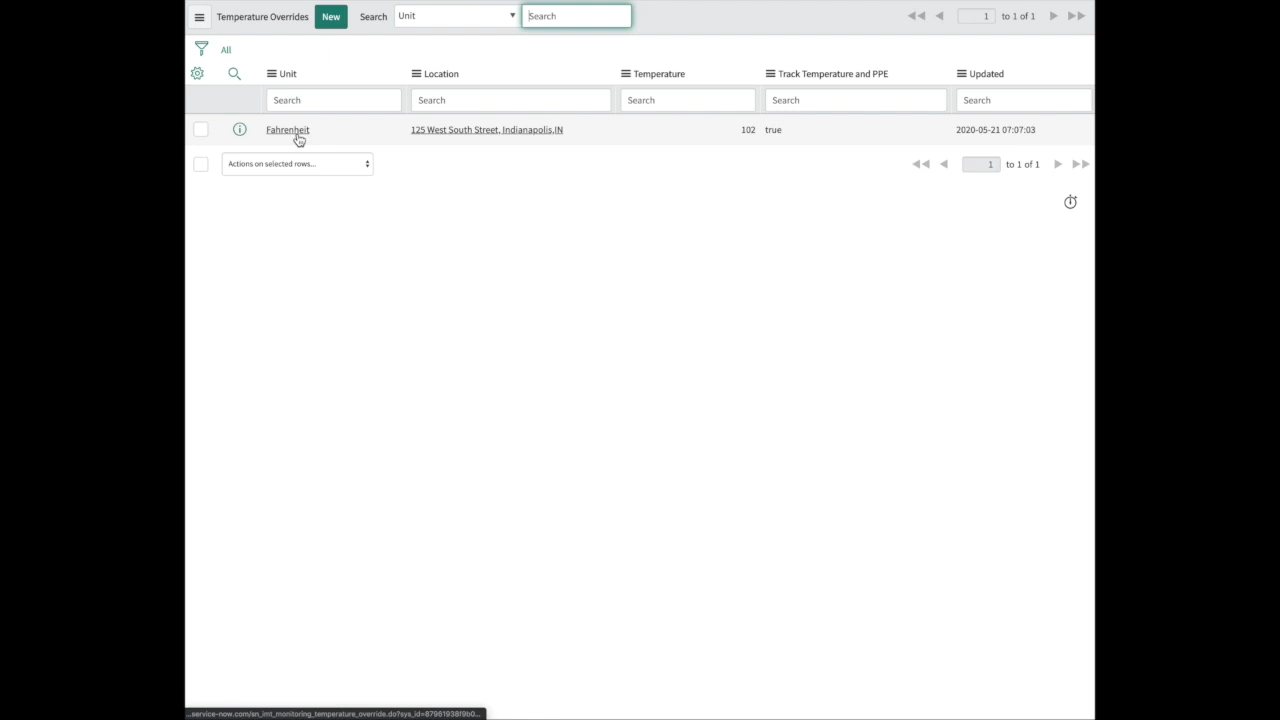 Temperature Overrides New Search Unit Search 1 to 1 of 1
All
Unit Location Temperature Track Temperature and PPE Updated
Search Search Search Search Search
Fahrenheit 125 West South Street, Indianapolis,IN 102 true 2020-05-21 07:07:03
Actions on selected rows... 1 to 1 of 1
...service-now.com/sn_imt_monitoring_temperature_override.do?sys_id=87961938f9b0...